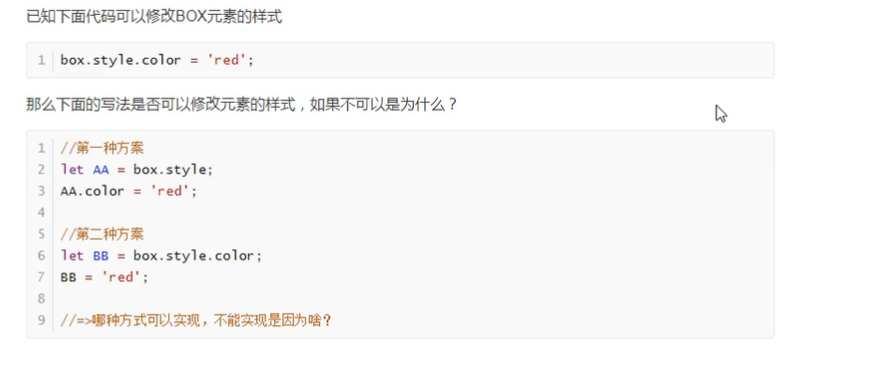 已知下面代码可以修改BOX元素的样式
1 box.style.color = 'red';
那么下面的写法是否可以修改元素的样式，如果不可以是为什么？
1 //第一种方案
2 let AA = box.style;
3 AA.color = 'red';
4
5 //第二种方案
6 let BB = box.style.color;
7 BB = 'red';
8
9 //=>哪种方式可以实现，不能实现是因为啥？